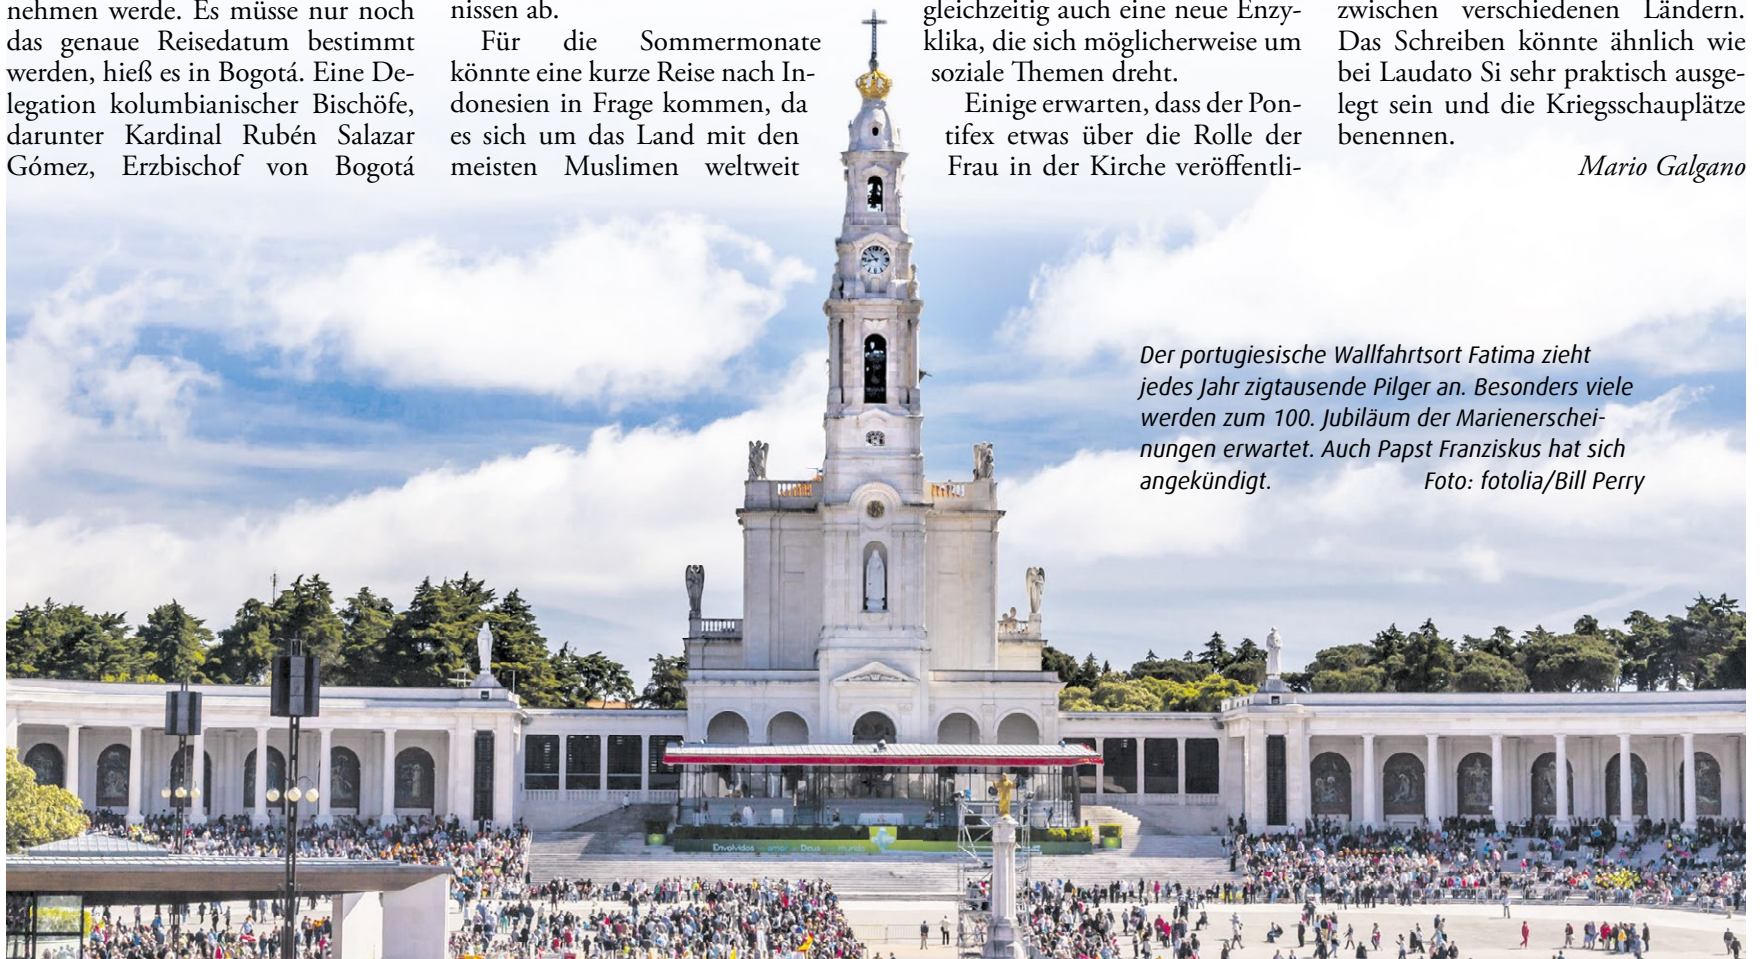 nehmen werde. Es müsse nur noch
das genaue Reisedatum bestimmt
werden, hieß es in Bogotá. Eine De-
legation kolumbianischer Bischöfe,
darunter Kardinal Rubén Salazar
Gómez, Erzbischof von Bogotá
nissen ab.
Für die Sommermonate
könnte eine kurze Reise nach In-
donesien in Frage kommen, da
es sich um das Land mit den
meisten Muslimen weltweit
gleichzeitig auch eine neue Enzy-
klika, die sich möglicherweise um
soziale Themen dreht.
Einige erwarten, dass der Pon-
tifex etwas über die Rolle der
Frau in der Kirche veröffentli-
zwischen verschiedenen Ländern.
Das Schreiben könnte ähnlich wie
bei Laudato Si sehr praktisch ausge-
legt sein und die Kriegsschauplätze
benennen.
Mario Galgano
Der portugiesische Wallfahrtsort Fatima zieht
jedes Jahr zigtausende Pilger an. Besonders viele
werden zum 100. Jubiläum der Marienerschei-
nungen erwartet. Auch Papst Franziskus hat sich
angekündigt. Foto: fotolia/Bill Perry
Envolvidos amor Deus mundo